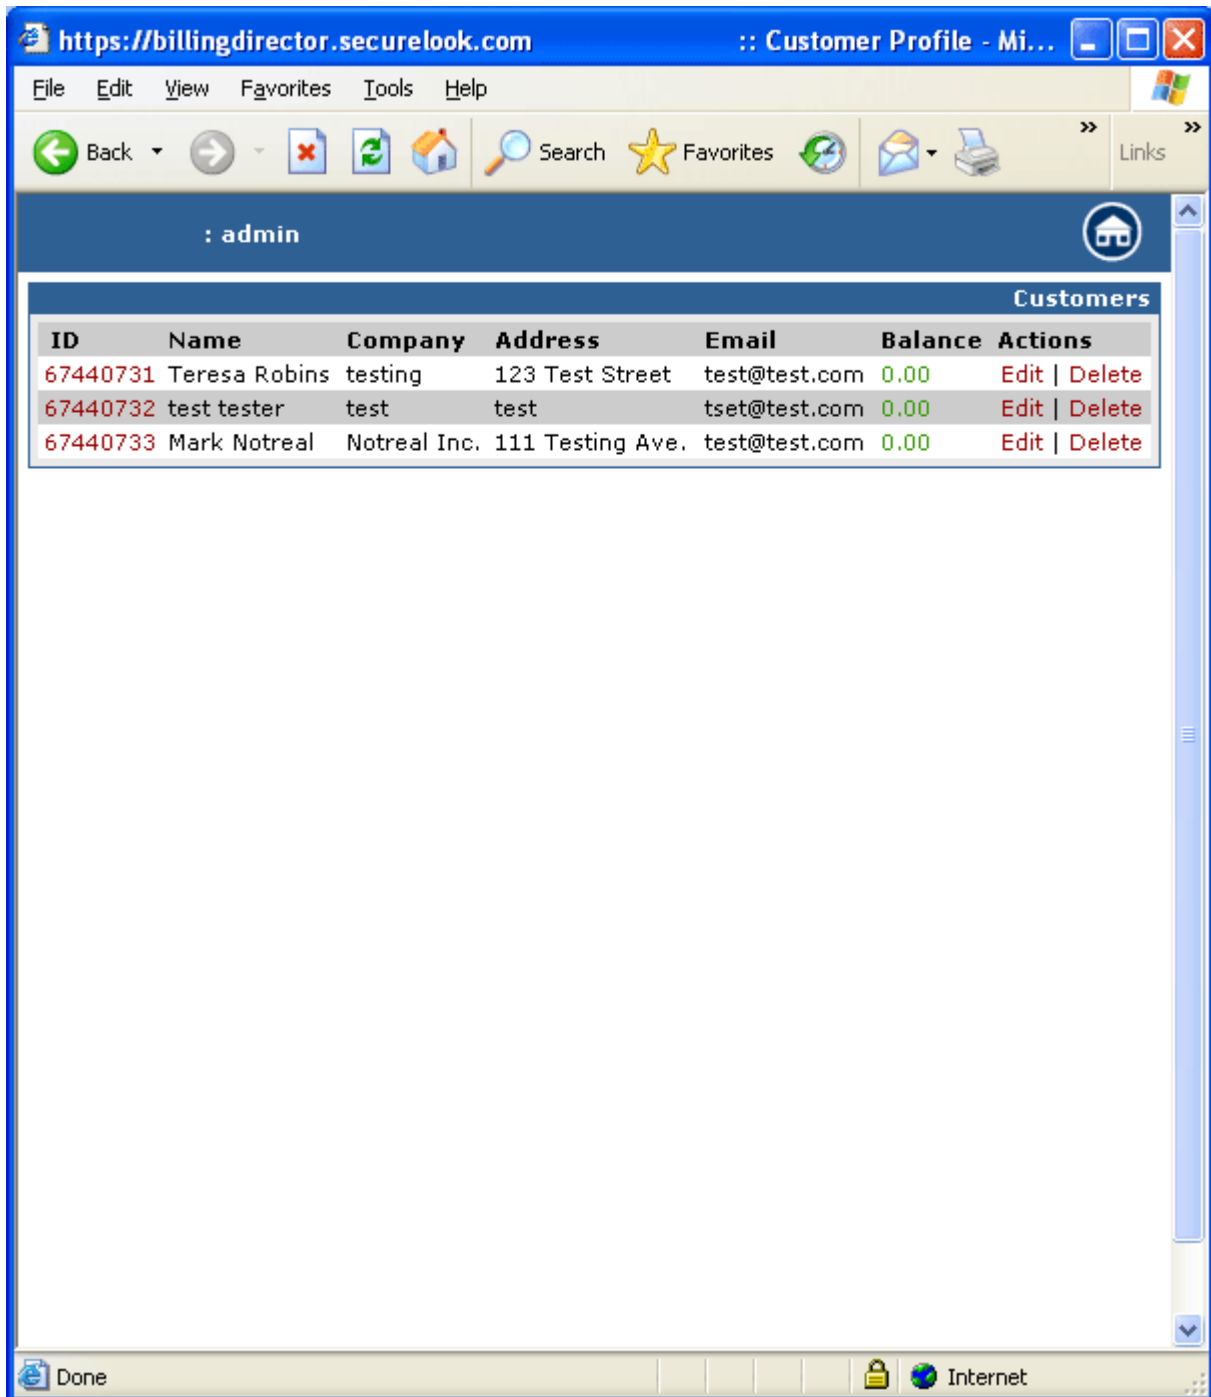 https://billingdirector.securelook.com :: Customer Profile - Mi...
File Edit View Favorites Tools Help
Back Search Favorites Links
: admin
Customers
ID Name Company Address Email Balance Actions
67440731 Teresa Robins testing 123 Test Street test@test.com 0.00 Edit | Delete
67440732 test tester test test tset@test.com 0.00 Edit | Delete
67440733 Mark Notreal Notreal Inc. 111 Testing Ave. test@test.com 0.00 Edit | Delete
Done Internet